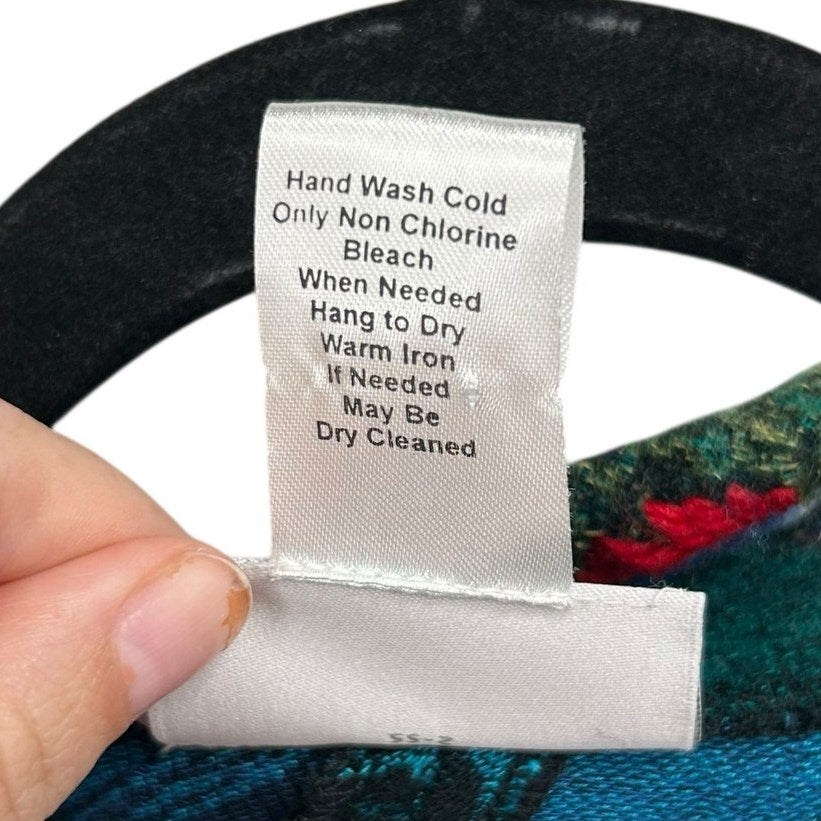 Hand Wash Cold
Only Non Chlorine
Bleach
When Needed
Hang to Dry
Warm Iron
If Needed
May Be
Dry Cleaned